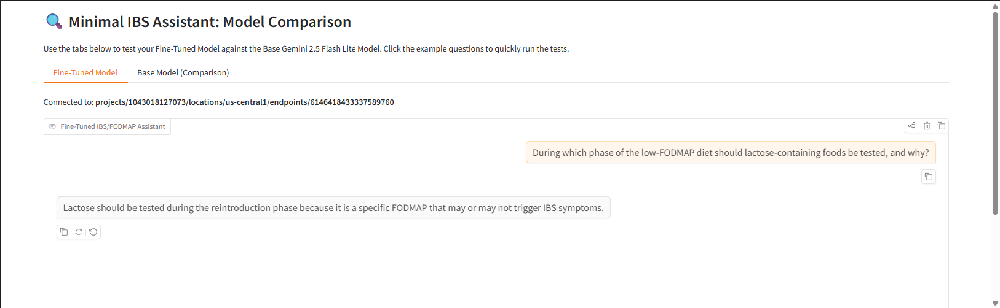 Minimal IBS Assistant: Model Comparison
Use the tabs below to test your Fine-Tuned Model against the Base Gemini 2.5 Flash Lite Model. Click the example questions to quickly run the tests.
Fine-Tuned Model
Base Model (Comparison)
Connected to: projects/1043018127073/locations/us-central1/endpoints/6146418433337589760
Fine-Tuned IBS/FODMAP Assistant
During which phase of the low-FODMAP diet should lactose-containing foods be tested, and why?
Lactose should be tested during the reintroduction phase because it is a specific FODMAP that may or may not trigger IBS symptoms.